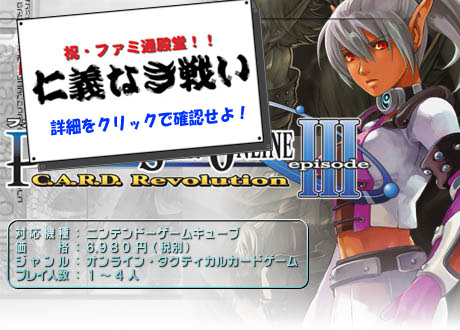 祝・ファミ通殿堂！！
仁義なき戦い
詳細をクリックで確認せよ！
ONLINE
episode
III
C.A.R.D. Revolution
対応機種：ニンテンドーゲームキューブ
価格：6,980円（税別）
ジャンル：オンライン・タクティカルカードゲーム
プレイ人数：1～4人